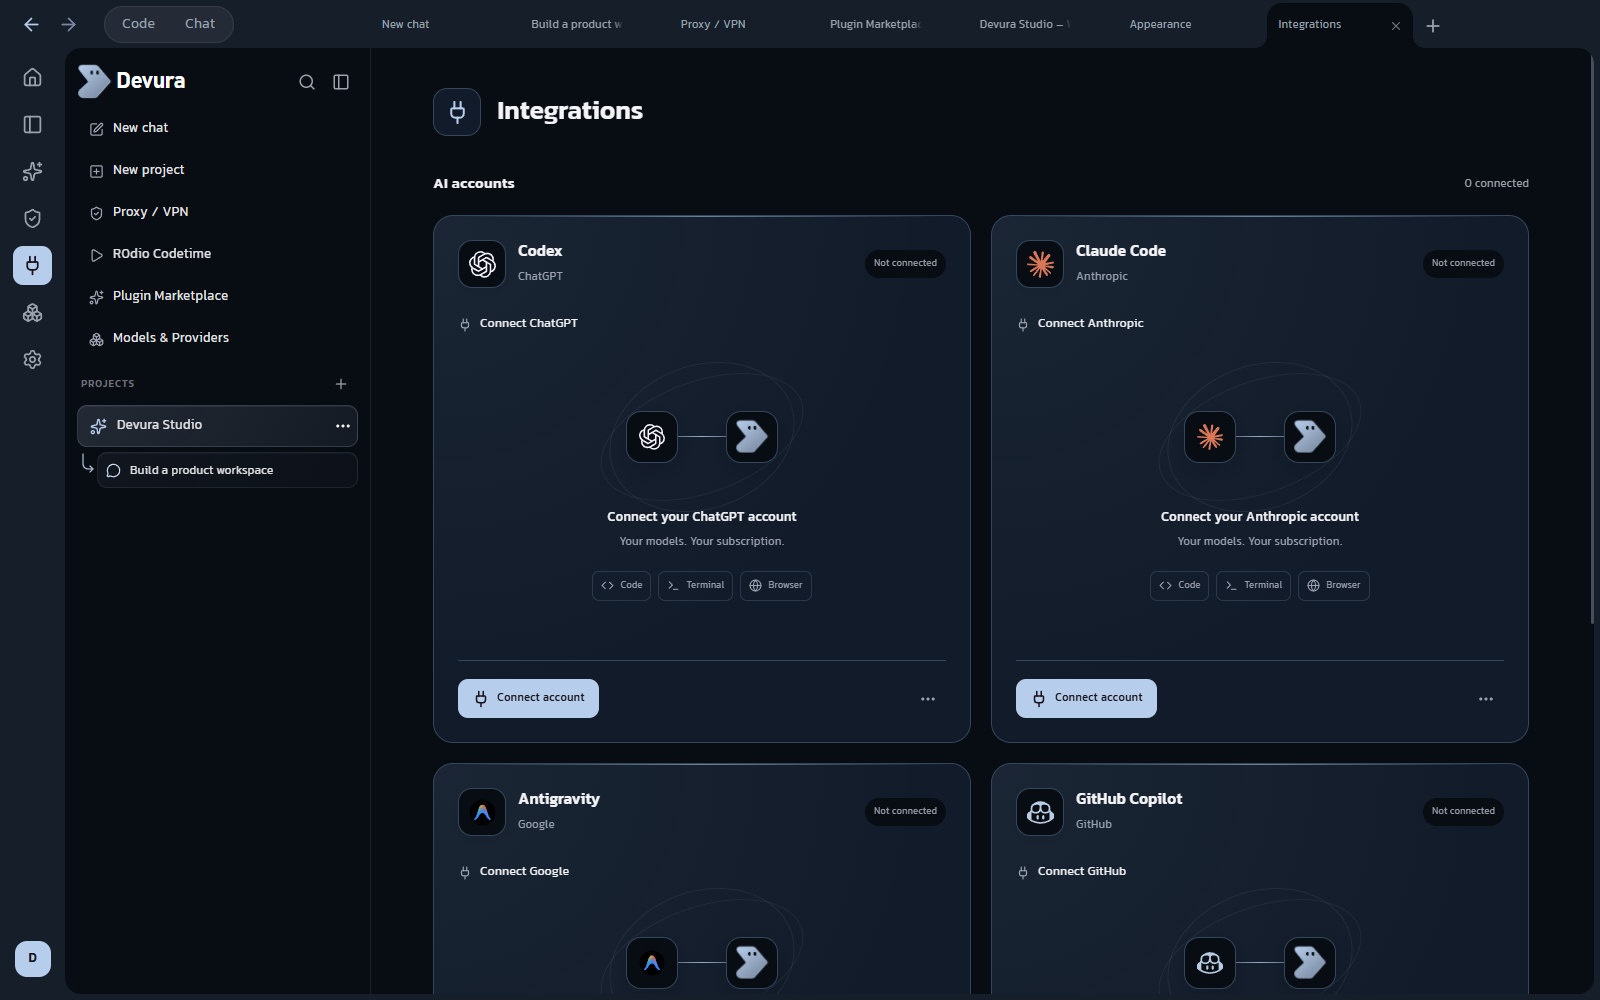 Code Chat New chat Build a product w Proxy / VPN Plugin Marketplac Devura Studio – Appearance Integrations
Devura
New chat
New project
Proxy / VPN
R0dio Codetime
Plugin Marketplace
Models & Providers
PROJECTS
Devura Studio
Build a product workspace
D
Integrations
AI accounts 0 connected
Codex
ChatGPT
Not connected
Connect ChatGPT
Connect your ChatGPT account
Your models. Your subscription.
Code Terminal Browser
Connect account
Claude Code
Anthropic
Not connected
Connect Anthropic
Connect your Anthropic account
Your models. Your subscription.
Code Terminal Browser
Connect account
Antigravity
Google
Not connected
Connect Google
GitHub Copilot
GitHub
Not connected
Connect GitHub